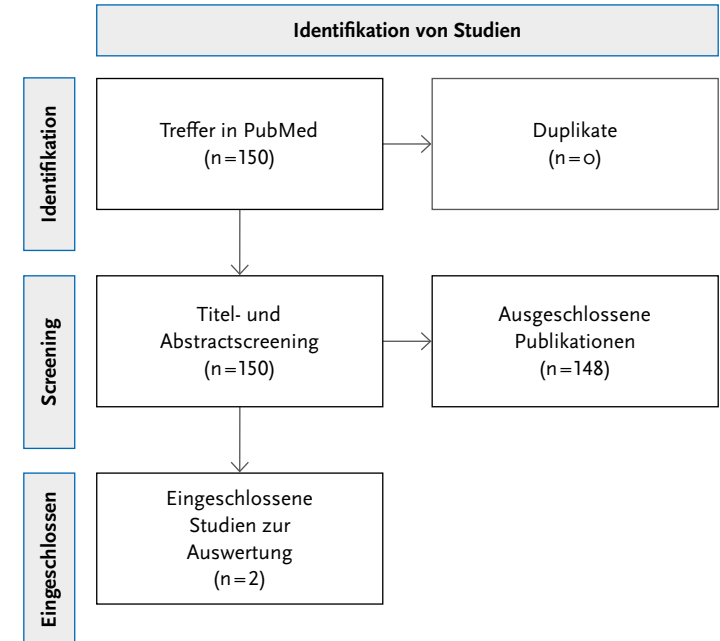 Identifikation von Studien
Identifikation
Treffer in PubMed
(n=150)
Duplikate
(n=0)
Screening
Titel- und
Abstractscreening
(n=150)
Ausgeschlossene
Publikationen
(n=148)
Eingeschlossen
Eingeschlossene
Studien zur
Auswertung
(n=2)